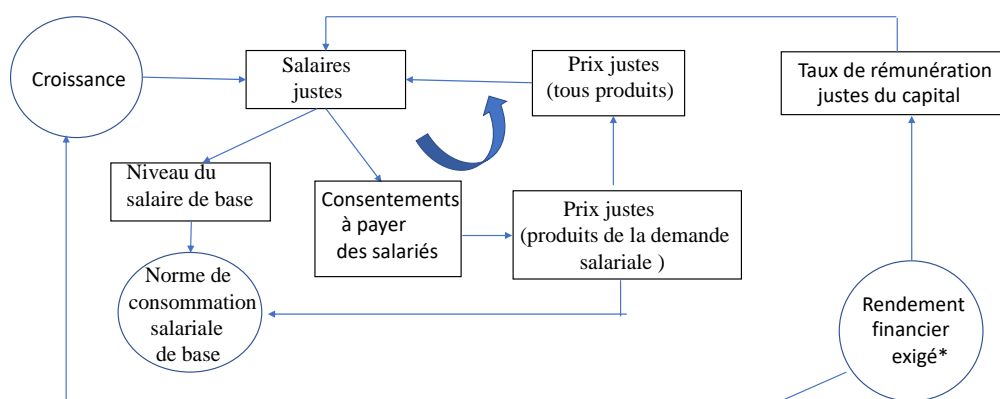 Croissance
Salaires
justes
Prix justes
(tous produits)
Taux de rémunération
justes du capital
Niveau du
salaire de base
Consentements
à payer
des salariés
Prix justes
(produits de la demande
salariale )
Norme de
consommation
salariale
de base
Rendement
financier
exigé*